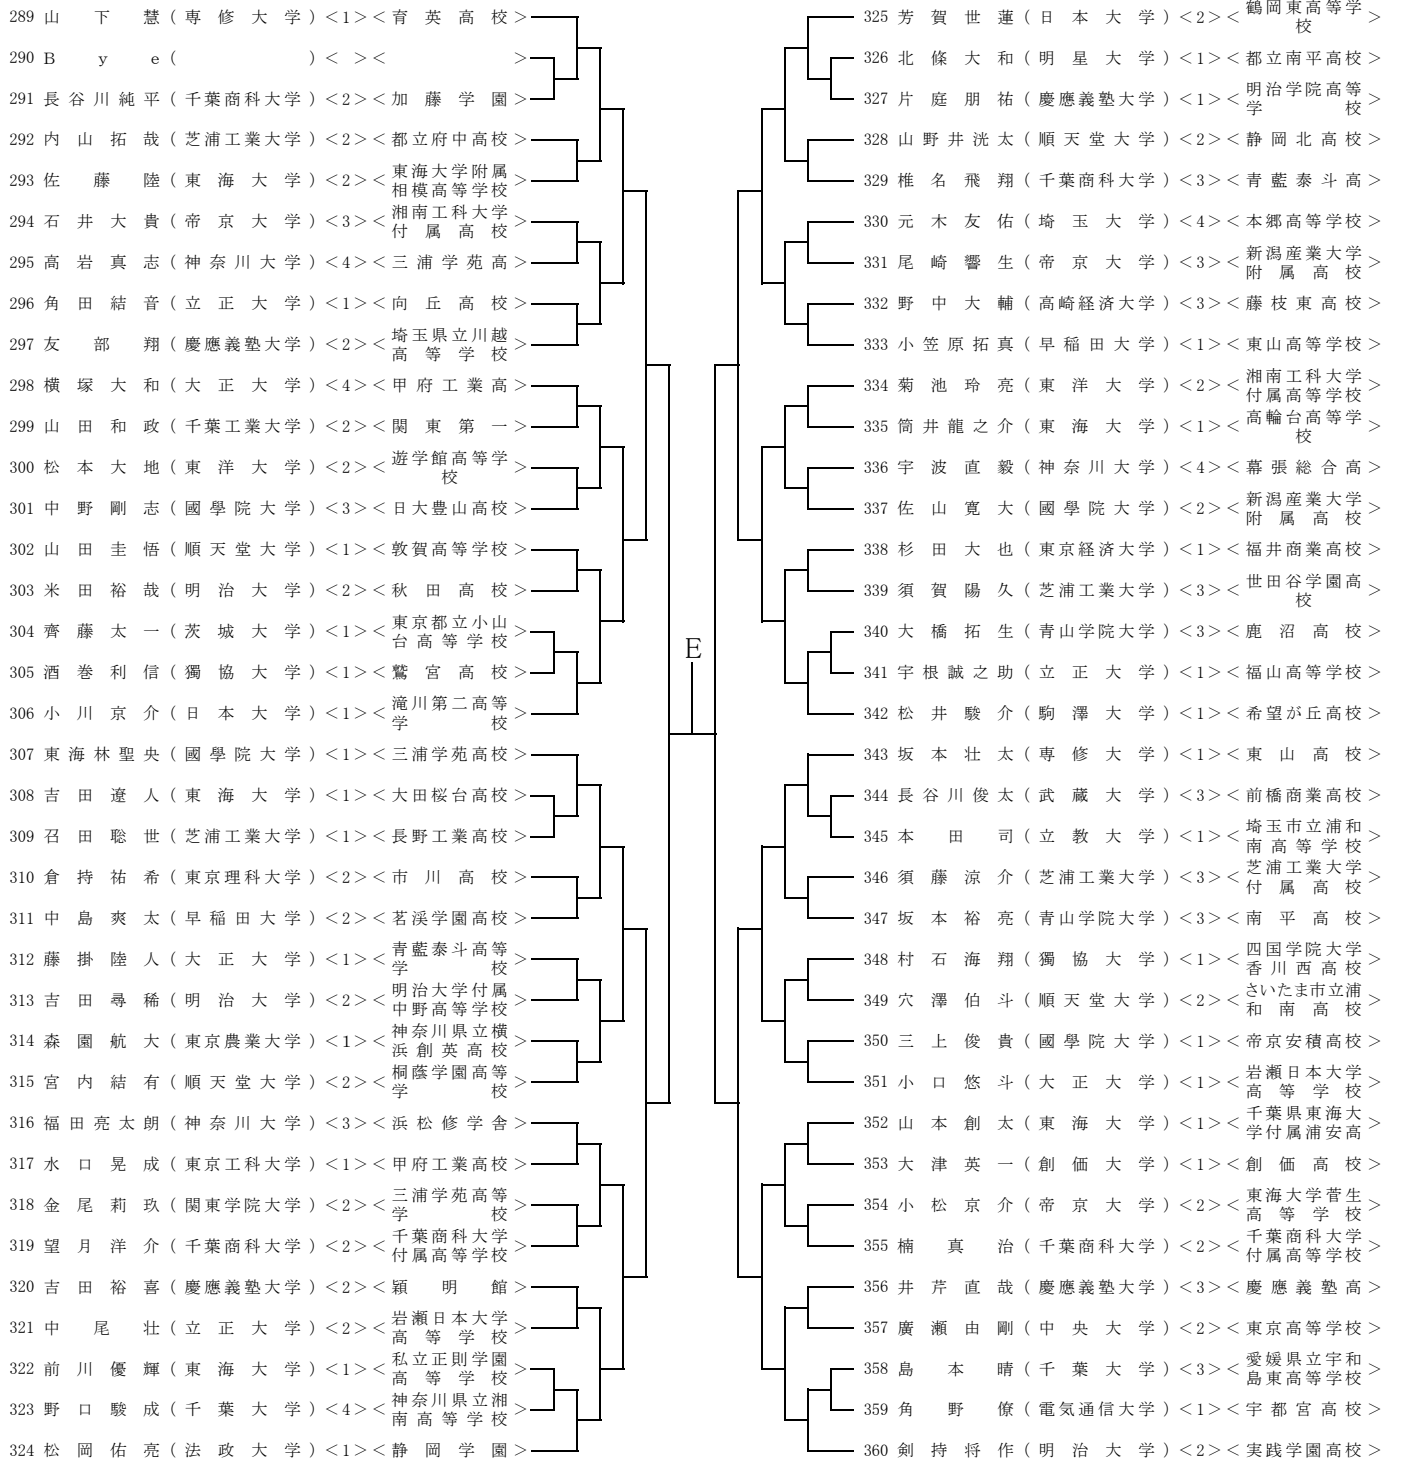 289 山下慧 (専修大学) <1> <育英高校>
290 Bye ( ) < > < >
291 長谷川純平 (千葉商科大学) <2> <加藤学園>
292 内山拓哉 (芝浦工業大学) <2> <都立府中高校>
293 佐藤陸 (東海大学) <2> <東海大学附属相模高等学校>
294 石井大貴 (帝京大学) <3> <湘南工科大学付属高校>
295 高岩真志 (神奈川大学) <4> <三浦学苑高>
296 角田結音 (立正大学) <1> <向丘高校>
297 友部翔 (慶應義塾大学) <2> <埼玉県立川越高等学校>
298 横塚大和 (大正大学) <4> <甲府工業高>
299 山田和政 (千葉工業大学) <2> <関東第一>
300 松本大地 (東洋大学) <2> <遊学館高等学校>
301 中野剛志 (國學院大学) <3> <日大豊山高校>
302 山田圭悟 (順天堂大学) <1> <敦賀高等学校>
303 米田裕哉 (明治大学) <2> <秋田高校>
304 齊藤太一 (茨城大学) <1> <東京都立小山台高等学校>
305 酒巻利信 (獨協大学) <1> <鷲宮高校>
306 小川京介 (日本大学) <1> <滝川第二高等学校>
307 東海林聖央 (國學院大学) <1> <三浦学苑高校>
308 吉田遼人 (東海大学) <1> <大田桜台高校>
309 召田聡世 (芝浦工業大学) <1> <長野工業高校>
310 倉持祐希 (東京理科大学) <2> <市川高校>
311 中島爽太 (早稲田大学) <2> <茗渓学園高校>
312 藤掛陸人 (大正大学) <1> <青藍泰斗高等学校>
313 吉田尋稀 (明治大学) <2> <明治大学付属中野高等学校>
314 森園航大 (東京農業大学) <1> <神奈川県立横浜創英高校>
315 宮内結有 (順天堂大学) <2> <桐蔭学園高等学校>
316 福田亮太朗 (神奈川大学) <3> <浜松修学舎>
317 水口晃成 (東京工科大学) <1> <甲府工業高校>
318 金尾莉玖 (関東学院大学) <2> <三浦学苑高等学校>
319 望月洋介 (千葉商科大学) <2> <千葉商科大学付属高等学校>
320 吉田裕喜 (慶應義塾大学) <2> <穎明館>
321 中尾壮 (立正大学) <2> <岩瀬日本大学高等学校>
322 前川優輝 (東海大学) <1> <私立正則学園高等学校>
323 野口駿成 (千葉大学) <4> <神奈川県立湘南高等学校>
324 松岡佑亮 (法政大学) <1> <静岡学園>
E
325 芳賀世蓮 (日本大学) <2> <鶴岡東高等学校>
326 北條大和 (明星大学) <1> <都立南平高校>
327 片庭朋祐 (慶應義塾大学) <1> <明治学院高等学校>
328 山野井洸太 (順天堂大学) <2> <静岡北高校>
329 椎名飛翔 (千葉商科大学) <3> <青藍泰斗高>
330 元木友佑 (埼玉大学) <4> <本郷高等学校>
331 尾崎響生 (帝京大学) <3> <新潟産業大学附属高校>
332 野中大輔 (高崎経済大学) <3> <藤枝東高校>
333 小笠原拓真 (早稲田大学) <1> <東山高等学校>
334 菊池玲亮 (東洋大学) <2> <湘南工科大学付属高等学校>
335 筒井龍之介 (東海大学) <1> <高輪台高等学校>
336 宇波直毅 (神奈川大学) <4> <幕張総合高>
337 佐山寛大 (國學院大学) <2> <新潟産業大学附属高校>
338 杉田大也 (東京経済大学) <1> <福井商業高校>
339 須賀陽久 (芝浦工業大学) <3> <世田谷学園高校>
340 大橋拓生 (青山学院大学) <3> <鹿沼高校>
341 宇根誠之助 (立正大学) <1> <福山高等学校>
342 松井駿介 (駒澤大学) <1> <希望が丘高校>
343 坂本壮太 (専修大学) <1> <東山高校>
344 長谷川俊太 (武蔵大学) <3> <前橋商業高校>
345 本田司 (立教大学) <1> <埼玉市立浦和南高等学校>
346 須藤涼介 (芝浦工業大学) <3> <芝浦工業大学付属高校>
347 坂本裕亮 (青山学院大学) <3> <南平高校>
348 村石海翔 (獨協大学) <1> <四国学院大学香川西高校>
349 穴澤伯斗 (順天堂大学) <2> <さいたま市立浦和南高校>
350 三上俊貴 (國學院大学) <1> <帝京安積高校>
351 小口悠斗 (大正大学) <1> <岩瀬日本大学高等学校>
352 山本創太 (東海大学) <1> <千葉県東海大学付属浦安高>
353 大津英一 (創価大学) <1> <創価高校>
354 小松京介 (帝京大学) <2> <東海大学菅生高等学校>
355 楠真治 (千葉商科大学) <2> <千葉商科大学付属高等学校>
356 井芹直哉 (慶應義塾大学) <3> <慶應義塾高>
357 廣瀬由剛 (中央大学) <2> <東京高等学校>
358 島本晴 (千葉大学) <3> <愛媛県立宇和島東高等学校>
359 角野僚 (電気通信大学) <1> <宇都宮高校>
360 剣持将作 (明治大学) <2> <実践学園高校>